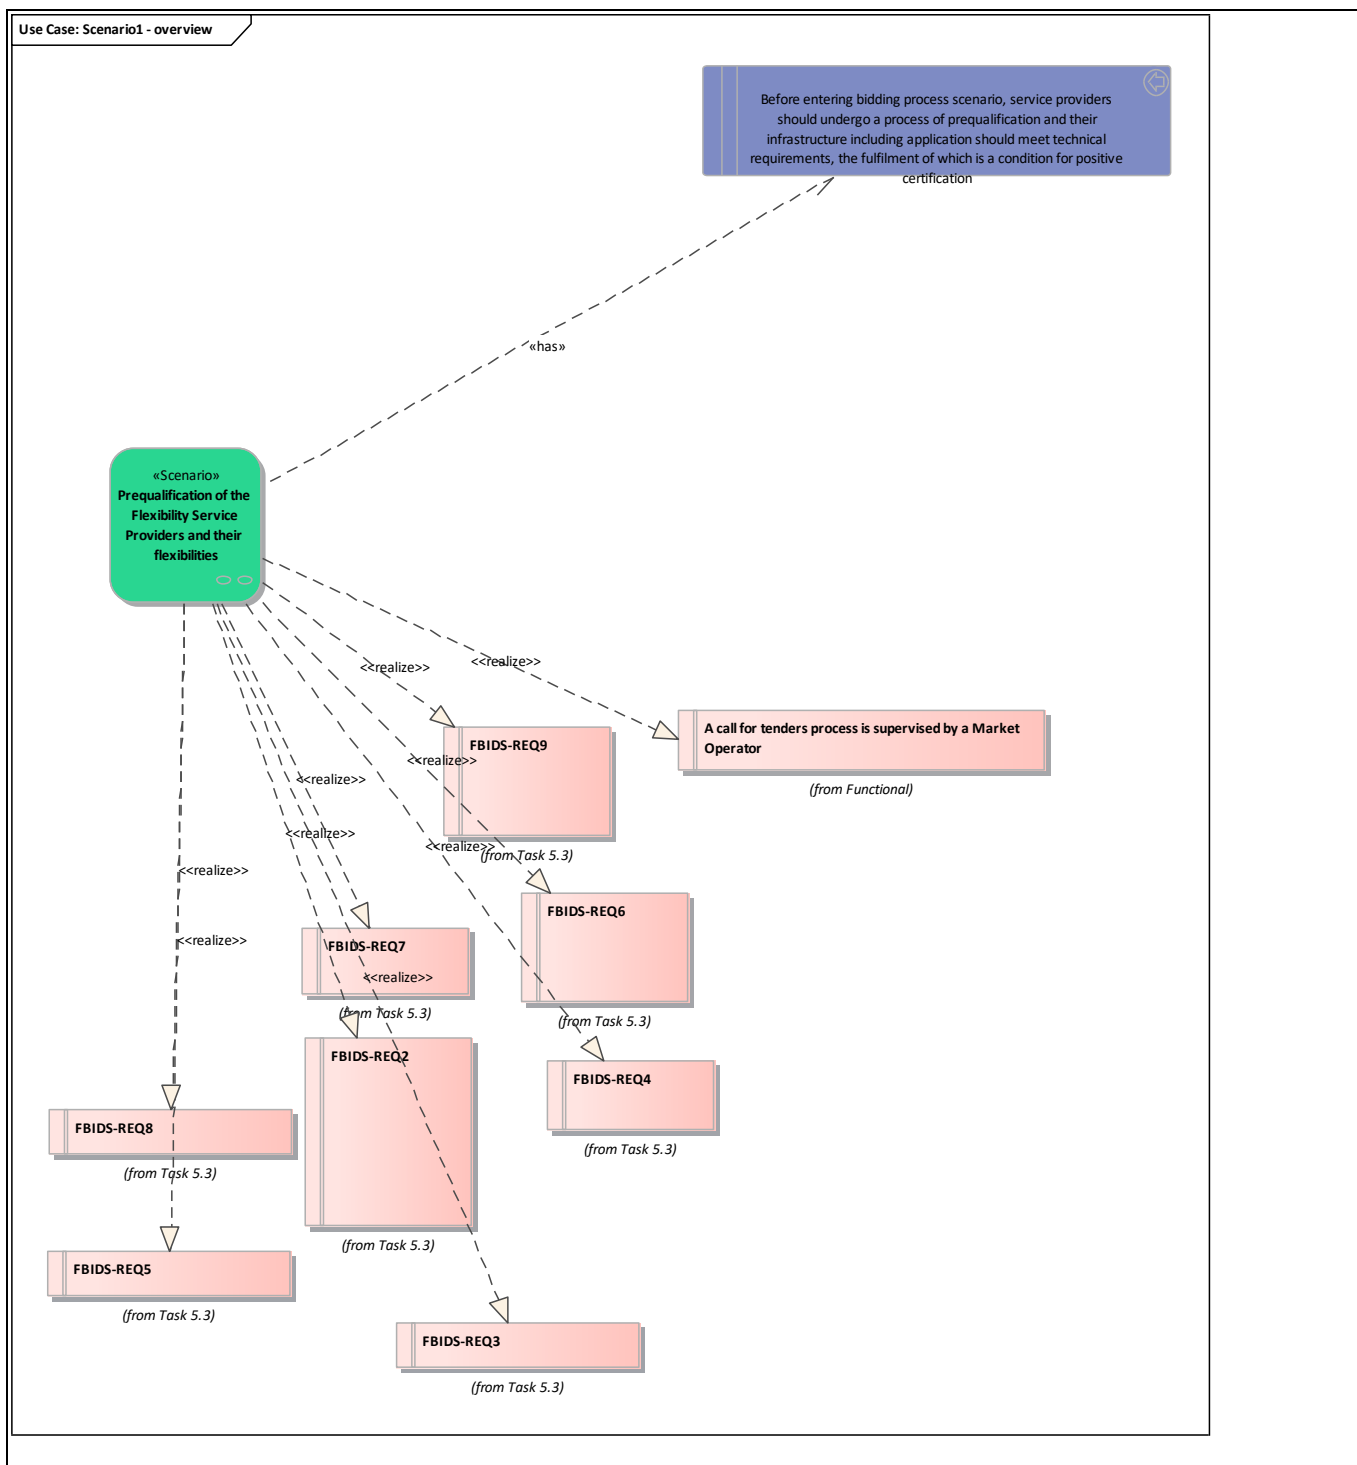 Use Case: Scenario1 - overview
Before entering bidding process scenario, service providers
should undergo a process of prequalification and their
infrastructure including application should meet technical
requirements, the fulfilment of which is a condition for positive
certification
«has»
«Scenario»
Prequalification of the
Flexibility Service
Providers and their
flexibilities
<<realize>>
<<realize>>
A call for tenders process is supervised by a Market
Operator
(from Functional)
FBIDS-REQ9
<<realize>>
<<realize>>
<<realize>>
<<realize>>
(from Task 5.3)
<<realize>>
FBIDS-REQ6
<<realize>>
FBIDS-REQ7
<<realize>>
(from Task 5.3)
(from Task 5.3)
FBIDS-REQ2
FBIDS-REQ4
FBIDS-REQ8
(from Task 5.3)
(from Task 5.3)
(from Task 5.3)
FBIDS-REQ5
(from Task 5.3)
FBIDS-REQ3
(from Task 5.3)